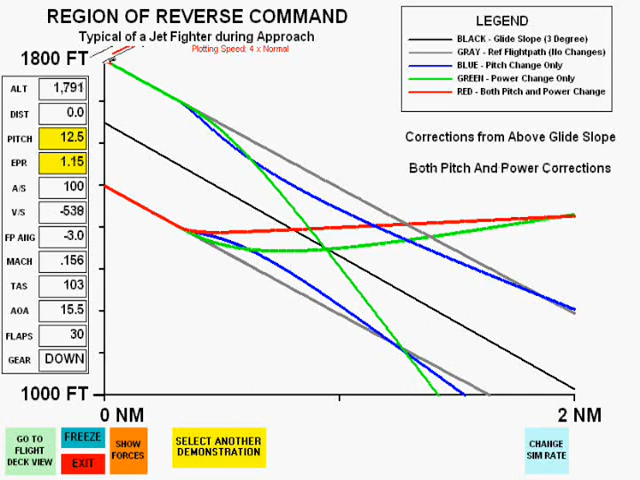 REGION OF REVERSE COMMAND
Typical of a Jet Fighter during Approach
Plotting Speed: 4 x Normal
1800 FT
LEGEND
BLACK - Glide Slope (3 Degree)
GRAY - Ref Flightpath (No Changes)
BLUE - Pitch Change Only
GREEN - Power Change Only
RED - Both Pitch and Power Change
Corrections from Above Glide Slope
Both Pitch And Power Corrections
ALT 1,791
DIST 0.0
PITCH 12.5
EPR 1.15
A/S 100
V/S -538
FP ANG -3.0
MACH .156
TAS 103
AOA 15.5
FLAPS 30
GEAR DOWN
1000 FT
0 NM
2 NM
GO TO
FLIGHT
DECK VIEW
FREEZE
EXIT
SHOW
FORCES
SELECT ANOTHER
DEMONSTRATION
CHANGE
SIM RATE